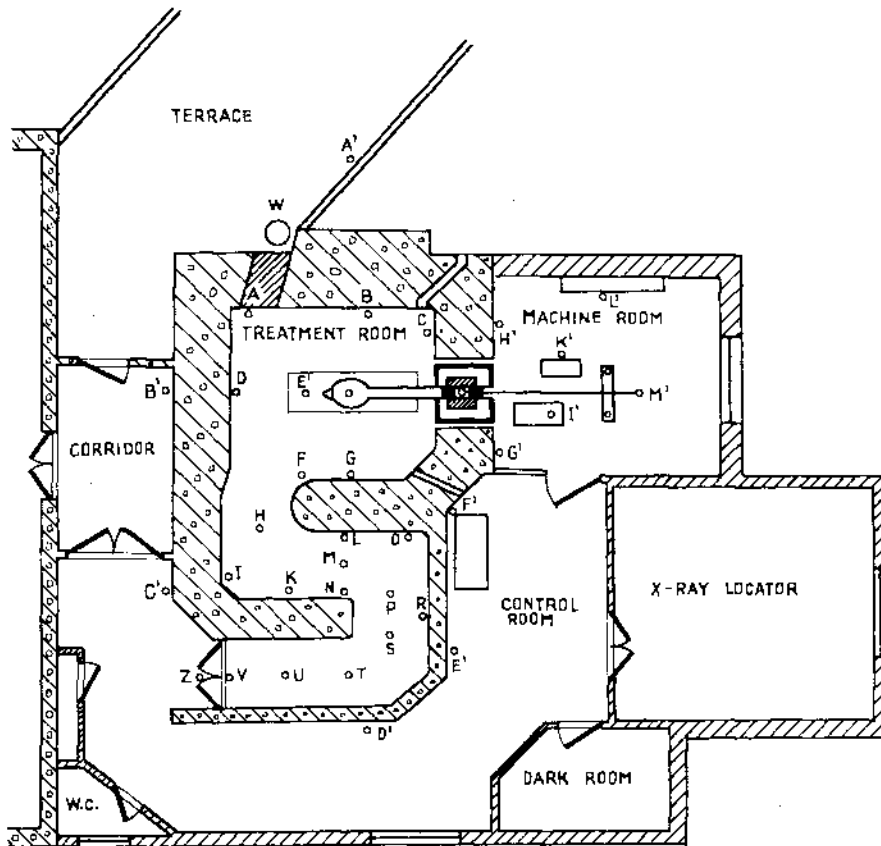 TERRACE
A'
W
A
B
TREATMENT ROOM
C
H'
MACHINE ROOM
L'
K'
B'
D
E'
M'
I'
CORRIDOR
F
G
G'
F'
H
L
O
M
I
K
N
C'
P
R
CONTROL ROOM
X-RAY LOCATOR
S
E'
Z
V
U
T
D'
DARK ROOM
W.C.